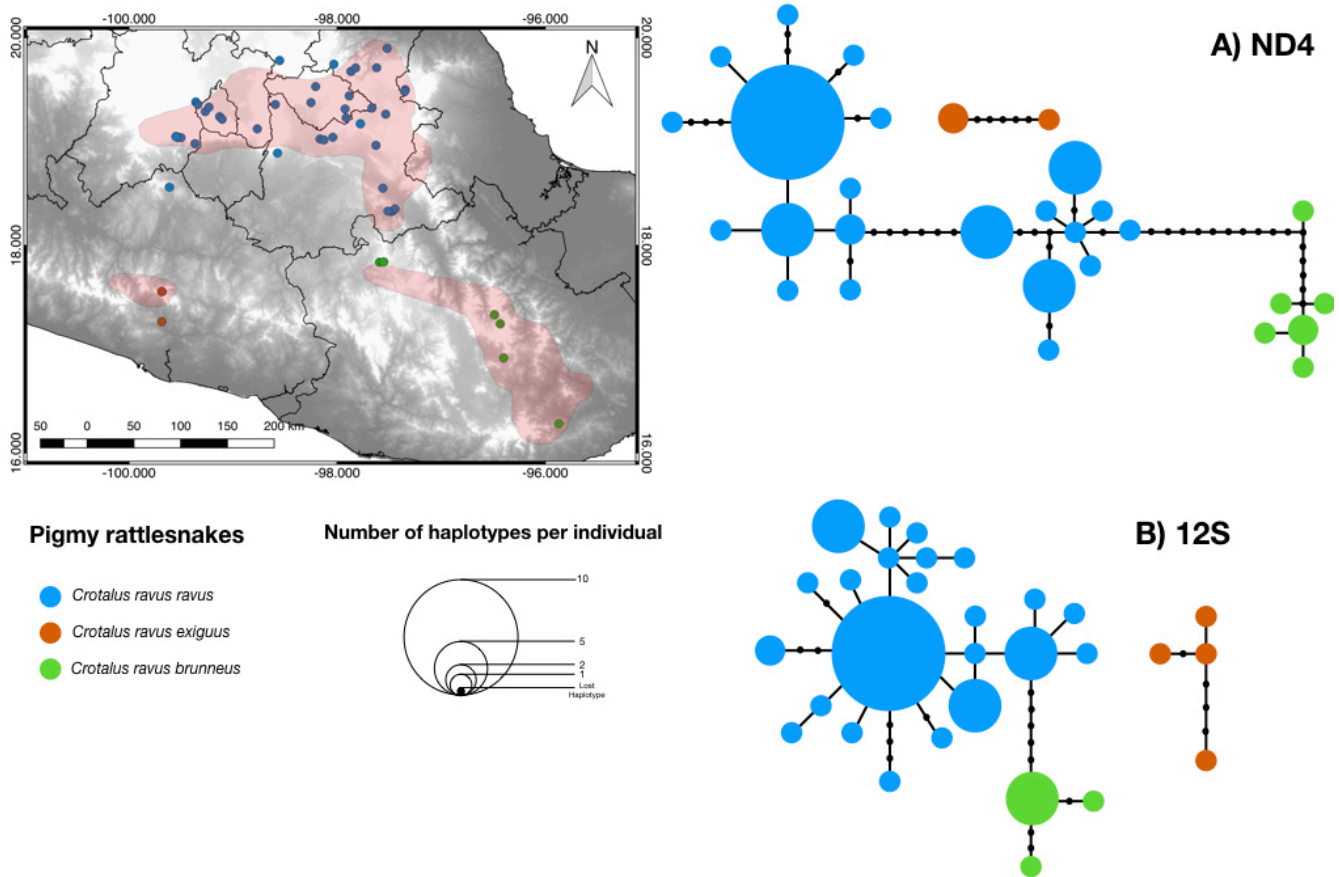 -100.000 -98.000 -96.000
20.000 20.000
N
18.000 18.000
50 0 50 100 150 200 km
16.000 16.000
-100.000 -98.000 -96.000
A) ND4
Pigmy rattlesnakes
Crotalus ravus ravus
Crotalus ravus exiguus
Crotalus ravus brunneus
Number of haplotypes per individual
10
5
2
1
Lost
Haplotype
B) 12S